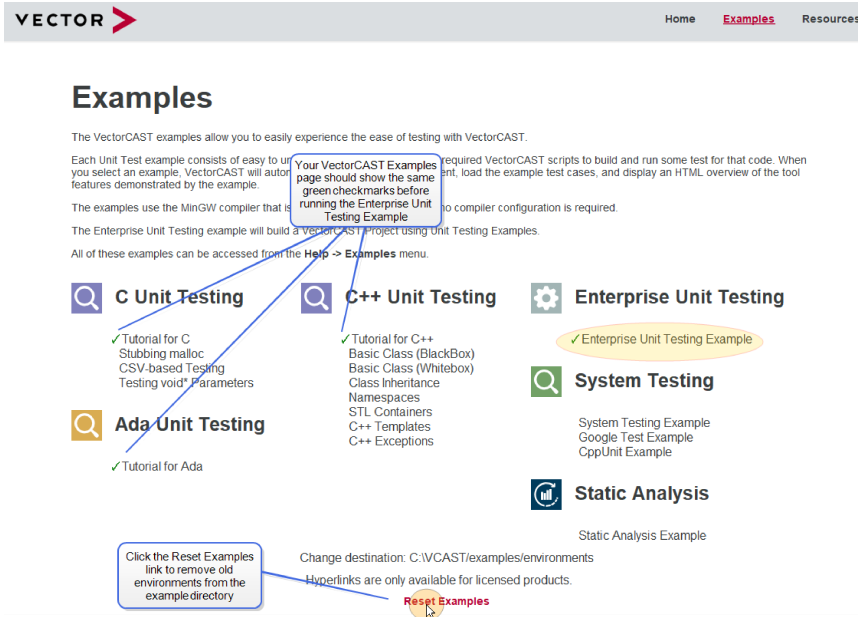 VECTOR
Home Examples Resources
Examples
The VectorCAST examples allow you to easily experience the ease of testing with VectorCAST.
Each Unit Test example consists of easy to required VectorCAST scripts to build and run some test for that code. When
you select an example, VectorCAST will load the example test cases, and display an HTML overview of the tool
features demonstrated by the example.
The examples use the MinGW compiler that is no compiler configuration is required.
The Enterprise Unit Testing example will build a VectorCAST Project using Unit Testing Examples.
All of these examples can be accessed from the Help -> Examples menu.
Your VectorCAST Examples
page should show the same
green checkmarks before
running the Enterprise Unit
Testing Example
C Unit Testing
✓Tutorial for C
Stubbing malloc
CSV-based Testing
Testing void* Parameters
Ada Unit Testing
✓Tutorial for Ada
C++ Unit Testing
✓Tutorial for C++
Basic Class (BlackBox)
Basic Class (Whitebox)
Class Inheritance
Namespaces
STL Containers
C++ Templates
C++ Exceptions
Enterprise Unit Testing
✓Enterprise Unit Testing Example
System Testing
System Testing Example
Google Test Example
CppUnit Example
Static Analysis
Static Analysis Example
Click the Reset Examples
link to remove old
environments from the
example directory
Change destination: C:\VCAST/examples/environments
Hyperlinks are only available for licensed products.
Reset Examples